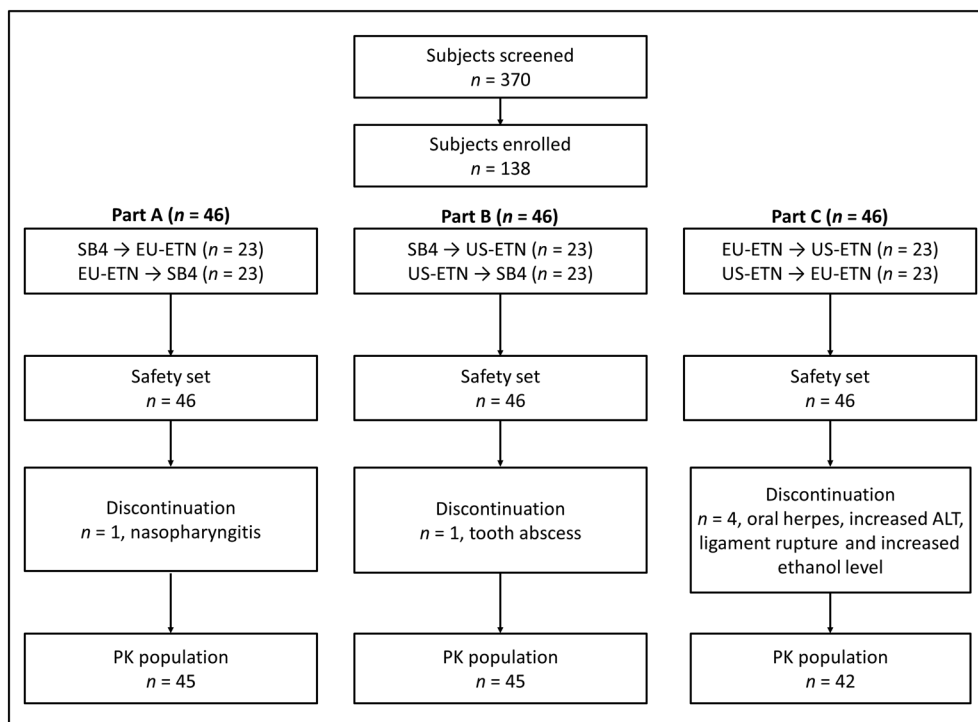 Subjects screened
n = 370
Subjects enrolled
n = 138
Part A (n = 46)
SB4 → EU-ETN (n = 23)
EU-ETN → SB4 (n = 23)
Safety set
n = 46
Discontinuation
n = 1, nasopharyngitis
PK population
n = 45
Part B (n = 46)
SB4 → US-ETN (n = 23)
US-ETN → SB4 (n = 23)
Safety set
n = 46
Discontinuation
n = 1, tooth abscess
PK population
n = 45
Part C (n = 46)
EU-ETN → US-ETN (n = 23)
US-ETN → EU-ETN (n = 23)
Safety set
n = 46
Discontinuation
n = 4, oral herpes, increased ALT,
ligament rupture and increased
ethanol level
PK population
n = 42